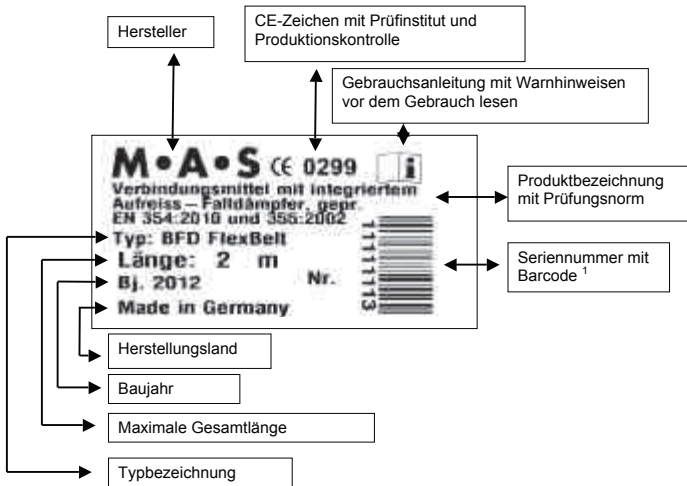 Hersteller
CE-Zeichen mit Prüfinstitut und
Produktionskontrolle
Gebrauchsanleitung mit Warnhinweisen
vor dem Gebrauch lesen
M•A•S CE 0299 i
Verbindungsmittel mit integriertem
Aufreiss – Falldämpfer, gepr.
EN 354:2010 und 355:2002
Typ: BFD FlexBelt
Länge: 2 m
Bj. 2012 Nr.
11111113
Made in Germany
Produktbezeichnung
mit Prüfungsnorm
Seriennummer mit
Barcode 1
Herstellungsland
Baujahr
Maximale Gesamtlänge
Typbezeichnung